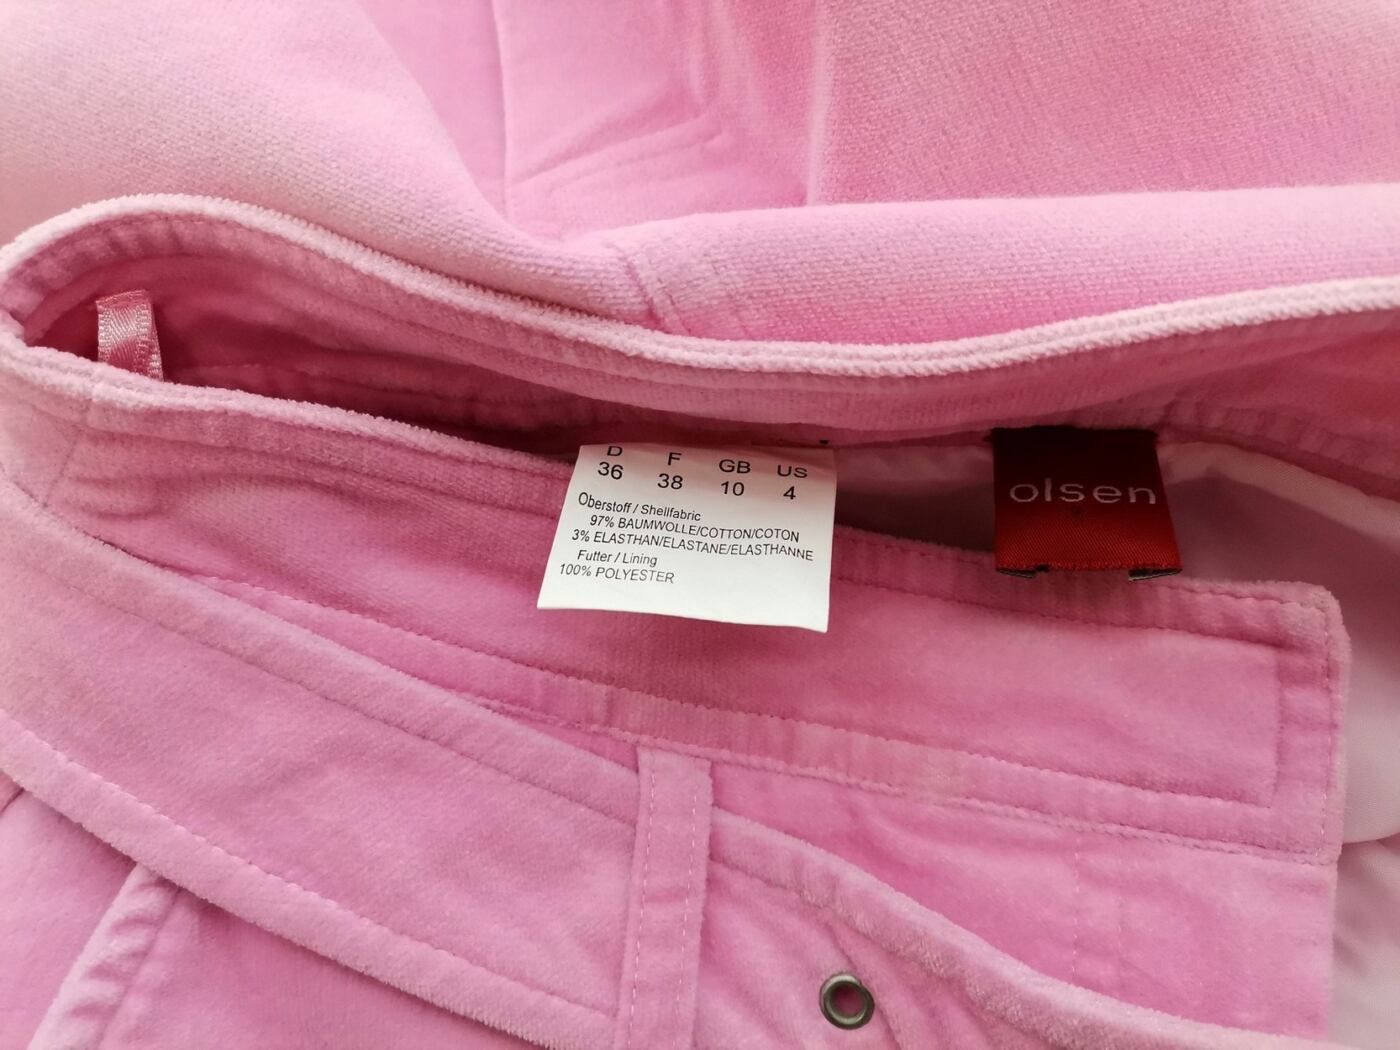 D F GB US
36 38 10 4
Oberstoff / Shellfabric
97% BAUMWOLLE/COTTON/COTON
3% ELASTHAN/ELASTANE/ELASTHANNE
Futter / Lining
100% POLYESTER
olsen